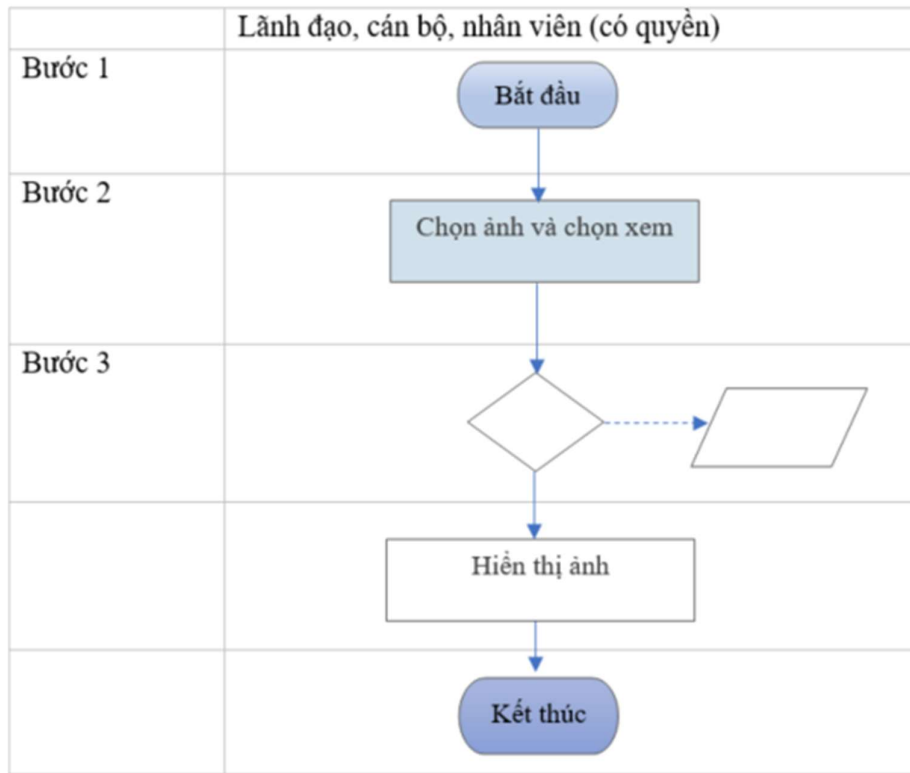 Lãnh đạo, cán bộ, nhân viên (có quyền)
Bước 1
Bắt đầu
Bước 2
Chọn ảnh và chọn xem
Bước 3
Hiển thị ảnh
Kết thúc